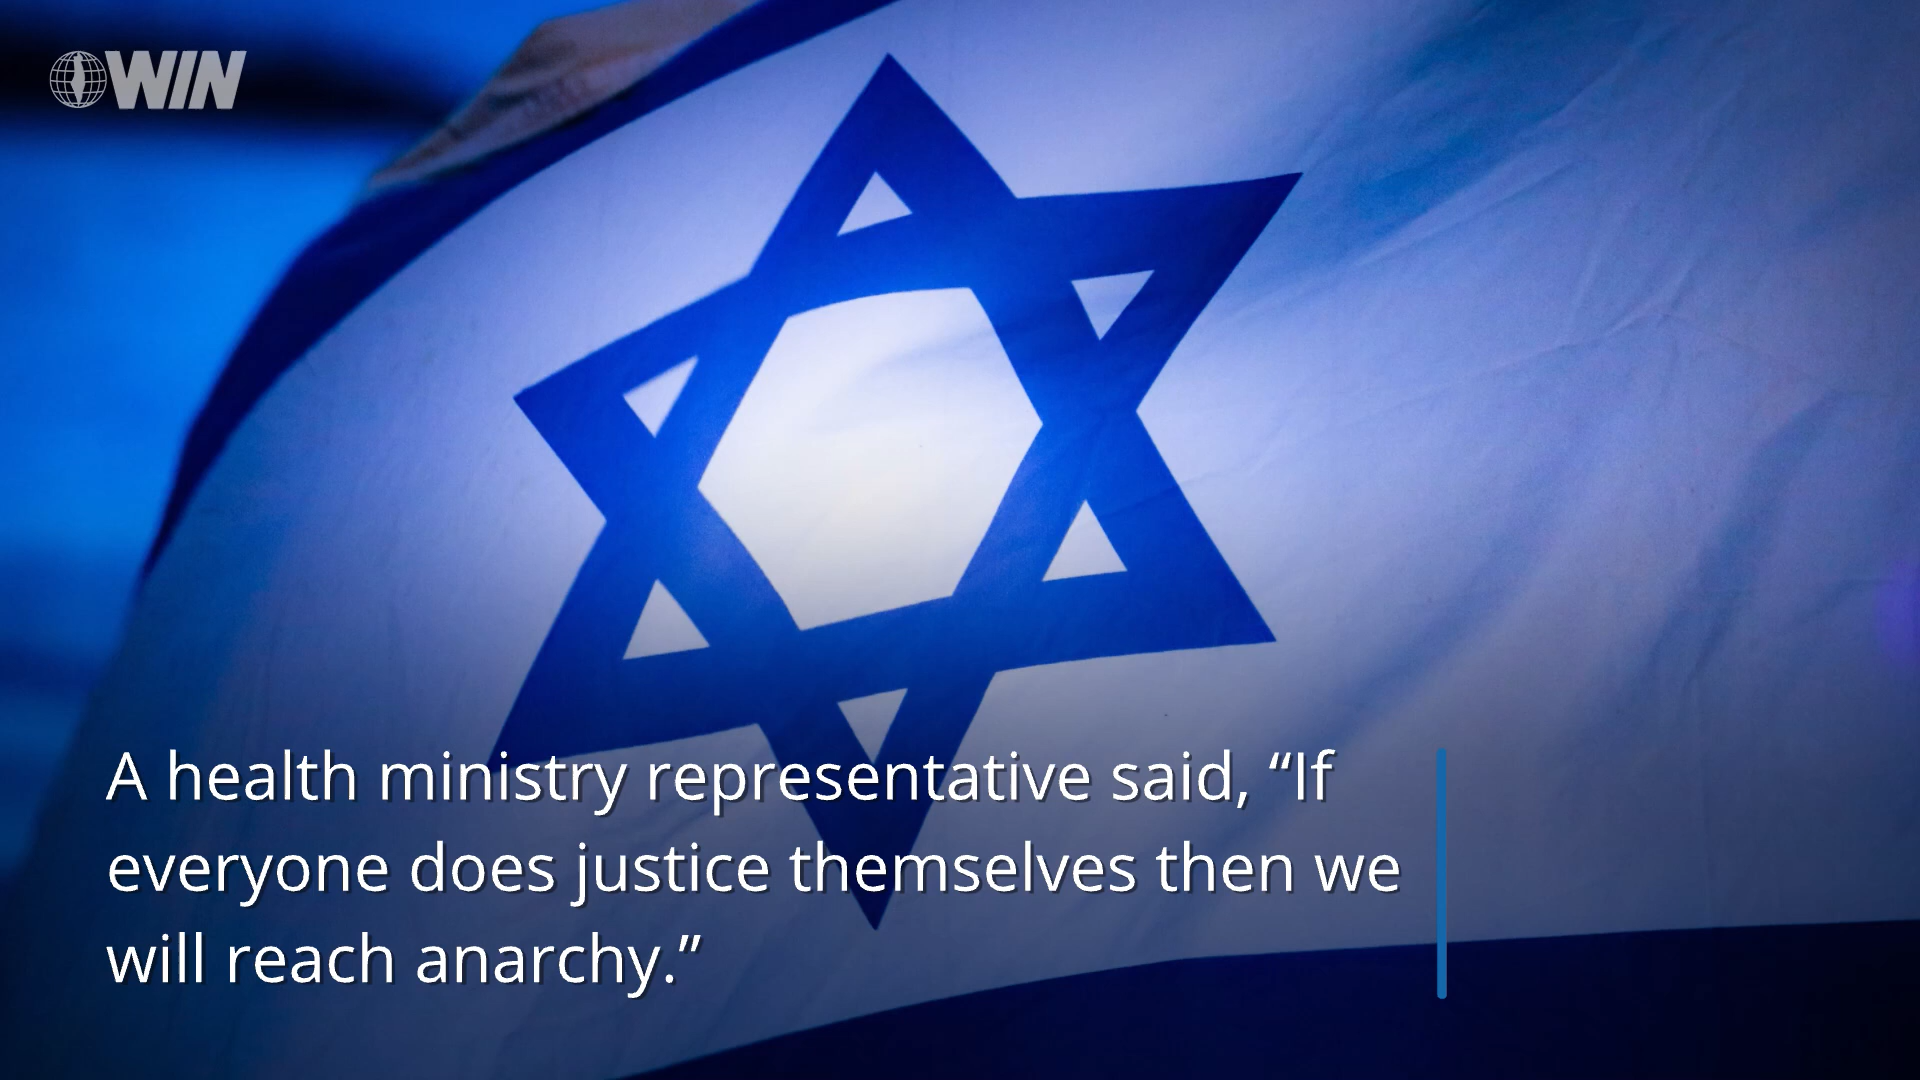 WIN
A health ministry representative said, “If
everyone does justice themselves then we
will reach anarchy.”